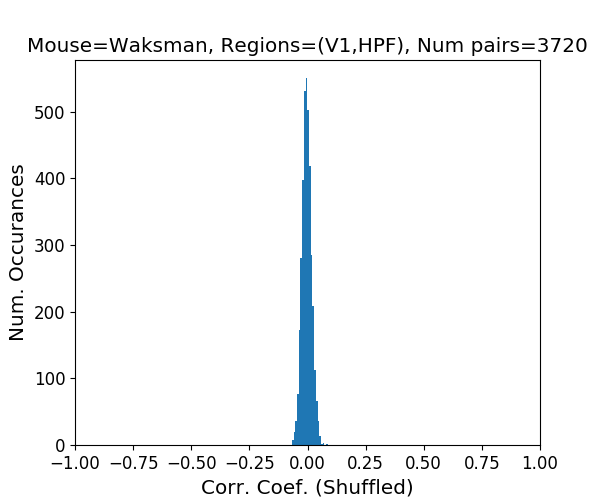 Mouse=Waksman, Regions=(V1,HPF), Num pairs=3720
Num. Occurances
500
400
300
200
100
0
−1.00 −0.75 −0.50 −0.25 0.00 0.25 0.50 0.75 1.00
Corr. Coef. (Shuffled)